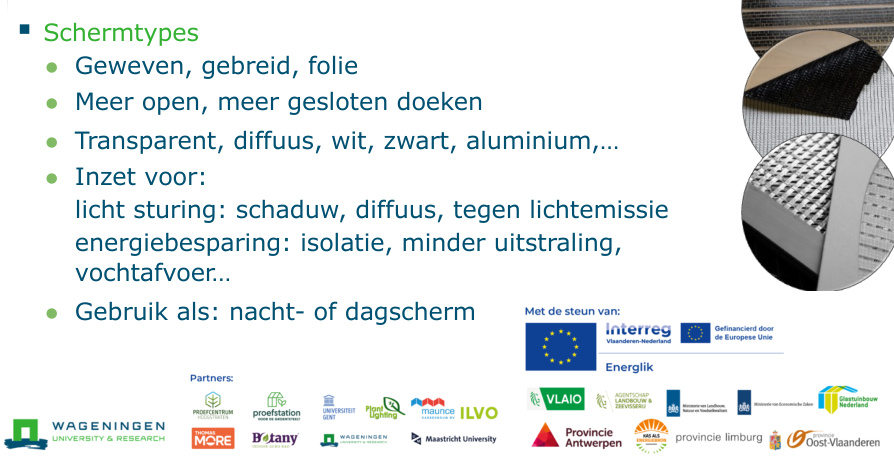 Schermtypes
Geweven, gebreid, folie
Meer open, meer gesloten doeken
Transparent, diffuus, wit, zwart, aluminium,…
Inzet voor:
licht sturing: schaduw, diffuus, tegen lichtemissie
energiebesparing: isolatie, minder uitstraling,
vochtafvoer…
Gebruik als: nacht- of dagscherm
Met de steun van:
Interreg
Vlaanderen-Nederland
Gefinancierd door
de Europese Unie
Energlik
Partners:
PROEFCENTRUM
HOOGSTRATEN
proefstation
VOOR DE GROENTETEELT
UNIVERSITEIT
GENT
Plant
Lighting
maurice
ILVO
VLAIO
AGENTSCHAP
LANDBOUW &
ZEEVISSERIJ
Ministerie van Landbouw,
Ministerie van Economische Zaken
Glastuinbouw
Nederland
WAGENINGEN
UNIVERSITY & RESEARCH
THOMAS
MORE
Botany
WAGENINGEN
UNIVERSITY & RESEARCH
Maastricht University
Provincie
Antwerpen
KAS ALS
ENERGIEBRON
provincie limburg
provincie
Oost-Vlaanderen